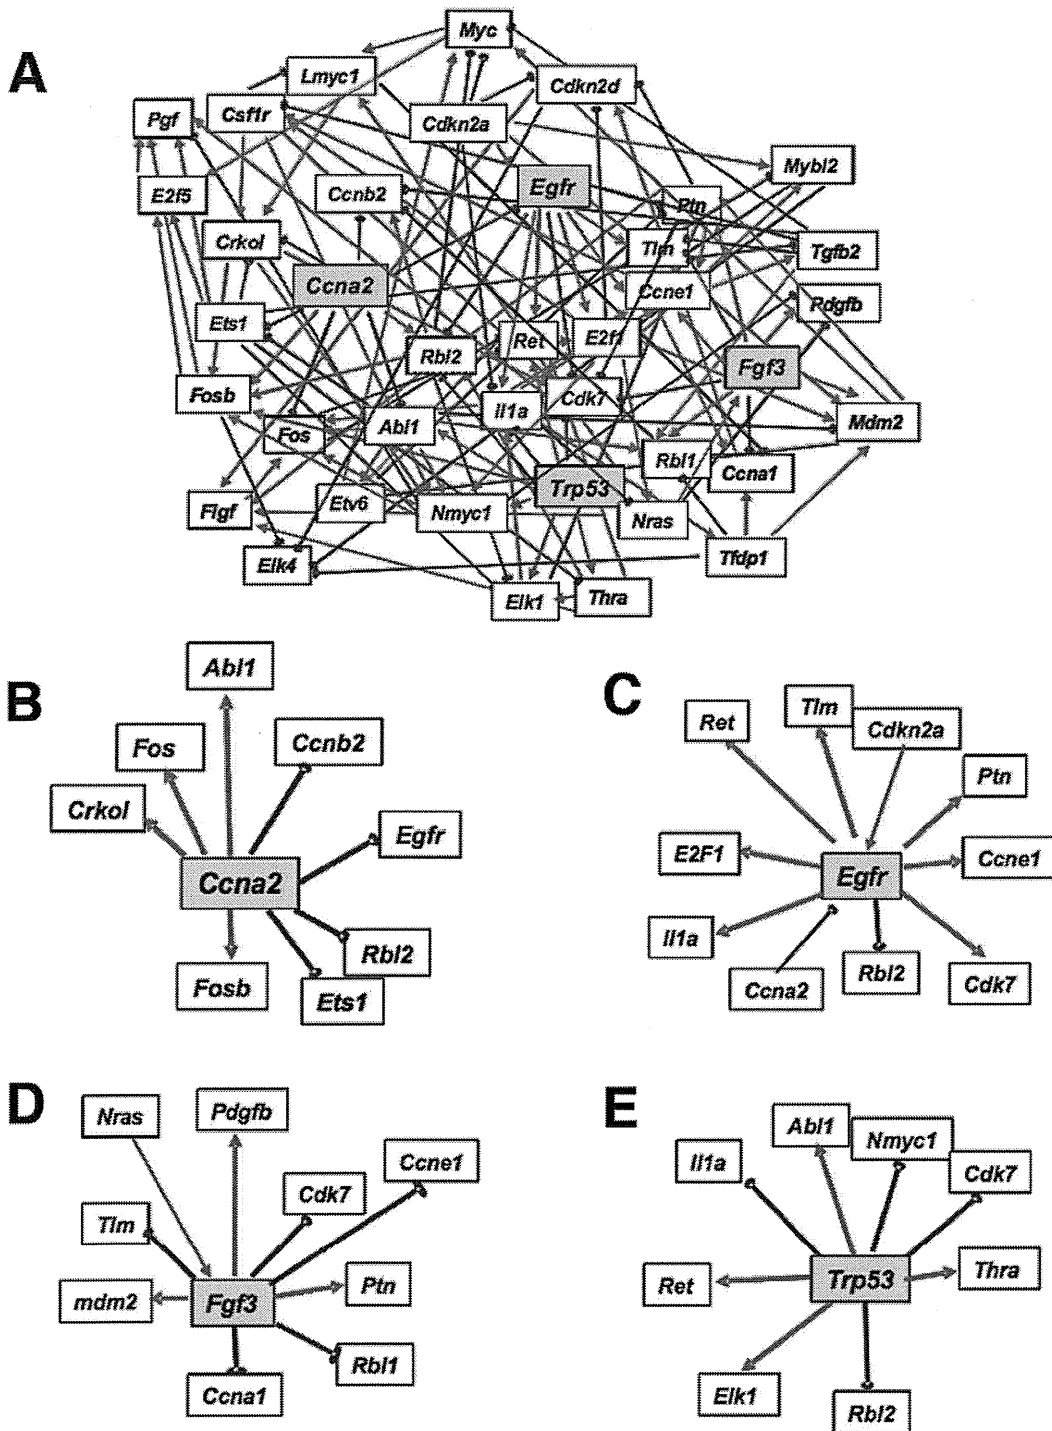 A
Myc
Lmyc1
Cdkn2d
Pgf
Csf1r
Cdkn2a
Mybl2
E2f5
Ccnb2
Egfr
Ptn
Crkol
Tlm
Tgfb2
Ccna2
Ccne1
Pdgfb
Ets1
Ret
E2f1
Rbl2
Fgf3
Fosb
Cdk7
Il1a
Mdm2
Fos
Abl1
Rbl1
Ccna1
Trp53
Figf
Etv6
Nmyc1
Nras
Elk4
Tfdp1
Elk1
Thra
B
Abl1
Fos
Ccnb2
Crkol
Egfr
Ccna2
Rbl2
Fosb
Ets1
C
Ret
Tlm
Cdkn2a
Ptn
E2F1
Ccne1
Egfr
Il1a
Rbl2
Ccna2
Cdk7
D
Nras
Pdgfb
Ccne1
Cdk7
Tlm
Ptn
mdm2
Fgf3
Rbl1
Ccna1
E
Abl1
Nmyc1
Il1a
Cdk7
Thra
Ret
Trp53
Elk1
Rbl2